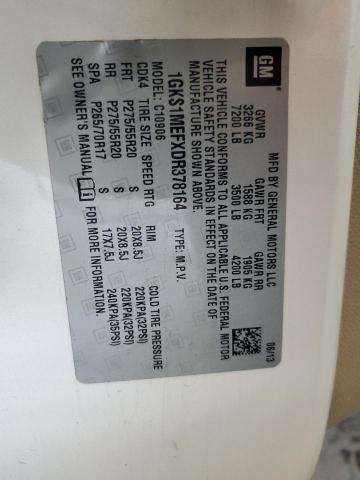 GM
MFD BY GENERAL MOTORS LLC
06/13
GVWR GAWR FRT GAWR RR
3266 KG 1588 KG 1905 KG
7200 LB 3500 LB 4200 LB
THIS VEHICLE CONFORMS TO ALL APPLICABLE U.S. FEDERAL MOTOR
VEHICLE SAFETY STANDARDS IN EFFECT ON THE DATE OF
MANUFACTURE SHOWN ABOVE.
1GKS1MEFXDR378164 TYPE: M.P.V.
MODEL: C10906
CDK4 TIRE SIZE SPEED RTG RIM COLD TIRE PRESSURE
FRT P275/55R20 S 20X8.5J 220KPA(32PSI)
RR P275/55R20 S 20X8.5J 220KPA(32PSI)
SPA P265/70R17 S 17X7.5J 240KPA(35PSI)
SEE OWNER'S MANUAL FOR MORE INFORMATION.